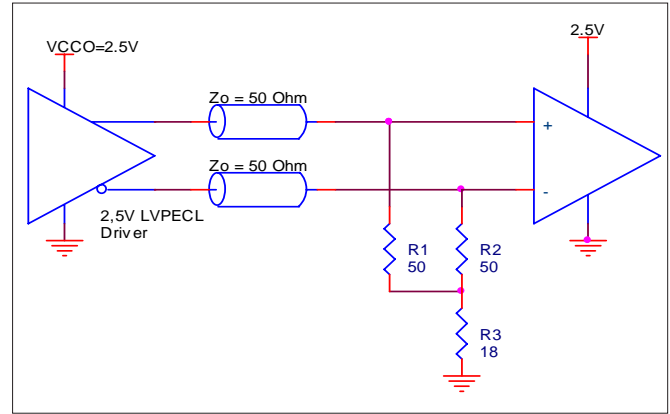 VCCO=2.5V
2.5V
Zo = 50 Ohm
+
Zo = 50 Ohm
-
2,5V LVPECL
Driver
R1
50
R2
50
R3
18